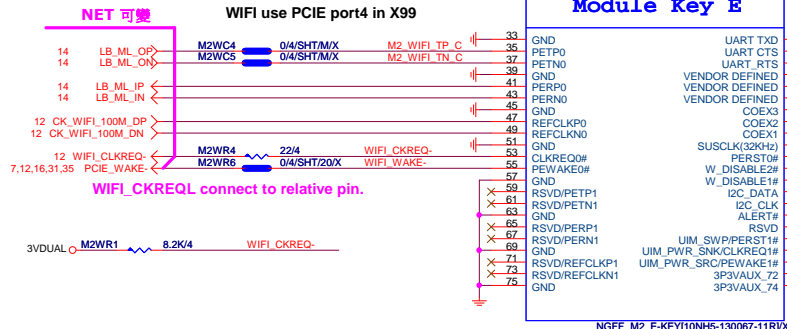 NET 可變
WIFI use PCIE port4 in X99
Module Key E
14 LB_ML_OP M2WC4 0/4/SHT/M/X M2_WIFI_TP_C
14 LB_ML_ON M2WC5 0/4/SHT/M/X M2_WIFI_TN_C
14 LB_ML_IP
14 LB_ML_IN
12 CK_WIFI_100M_DP
12 CK_WIFI_100M_DN
12 WIFI_CLKREQ- M2WR4 22/4 WIFI_CKREQ-
7,12,16,31,35 PCIE_WAKE- M2WR6 0/4/SHT/20/X WIFI_WAKE-
WIFI_CKREQL connect to relative pin.
3VDUAL M2WR1 8.2K/4 WIFI_CKREQ-
33 GND UART TXD
35 PETP0 UART CTS
37 PETN0 UART_RTS
39 GND VENDOR DEFINED
41 PERP0 VENDOR DEFINED
43 PERN0 VENDOR DEFINED
45 GND COEX3
47 REFCLKP0 COEX2
49 REFCLKN0 COEX1
51 GND SUSCLK(32KHz)
53 CLKREQ0# PERST0#
55 PEWAKE0# W_DISABLE2#
57 GND W_DISABLE1#
59 RSVD/PETP1 I2C_DATA
61 RSVD/PETN1 I2C_CLK
63 GND ALERT#
65 RSVD/PERP1 RSVD
67 RSVD/PERN1 UIM_SWP/PERST1#
69 GND UIM_PWR_SNK/CLKREQ1#
71 RSVD/REFCLKP1 UIM_PWR_SRC/PEWAKE1#
73 RSVD/REFCLKN1 3P3VAUX_72
75 GND 3P3VAUX_74
NGFF_M2_E-KEY[10NH5-130067-11R]/X